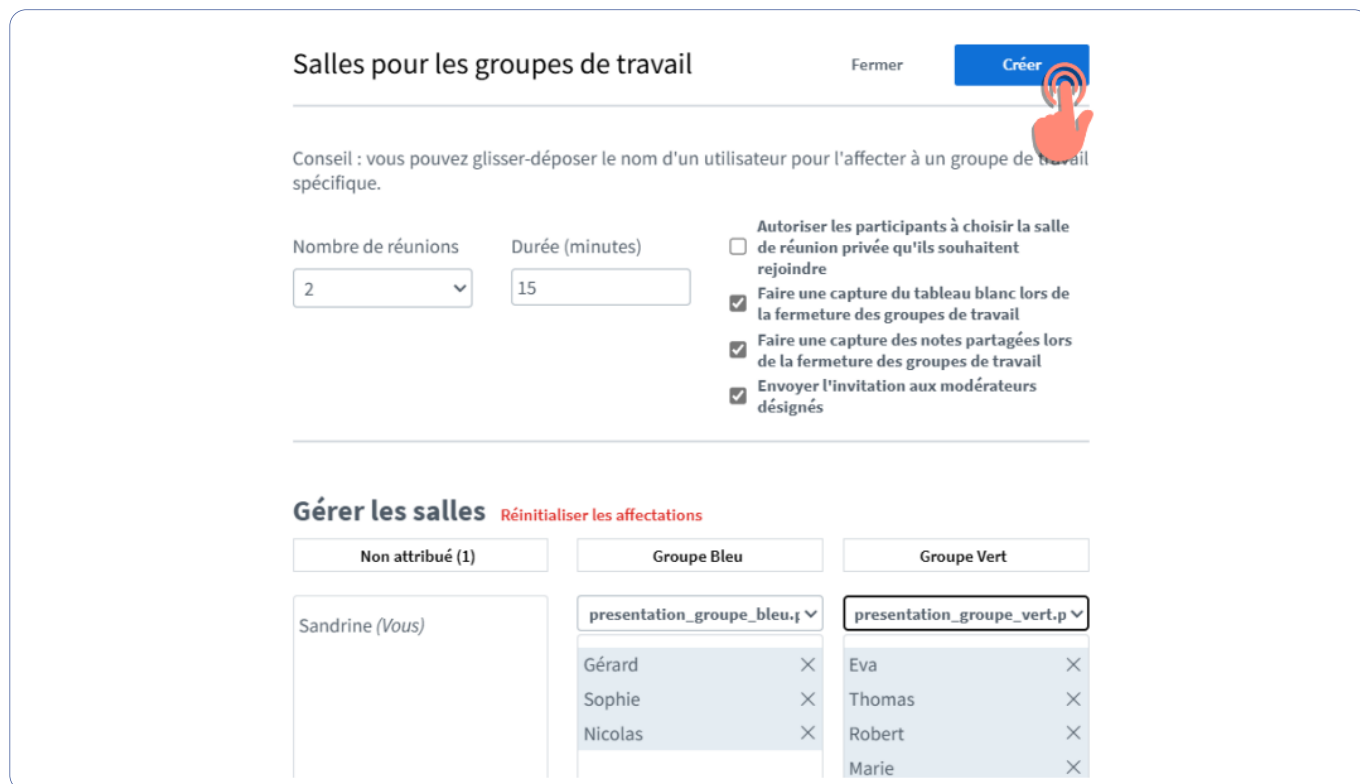 Salles pour les groupes de travail
Fermer
Créer
Conseil : vous pouvez glisser-déposer le nom d'un utilisateur pour l'affecter à un groupe de travail
spécifique.
Nombre de réunions
2
Durée (minutes)
15
Autoriser les participants à choisir la salle
de réunion privée qu'ils souhaitent
rejoindre
Faire une capture du tableau blanc lors de
la fermeture des groupes de travail
Faire une capture des notes partagées lors
de la fermeture des groupes de travail
Envoyer l'invitation aux modérateurs
désignés
Gérer les salles
Réinitialiser les affectations
Non attribué (1)
Sandrine (Vous)
Groupe Bleu
presentation_groupe_bleu.p
Gérard
Sophie
Nicolas
Groupe Vert
presentation_groupe_vert.p
Eva
Thomas
Robert
Marie